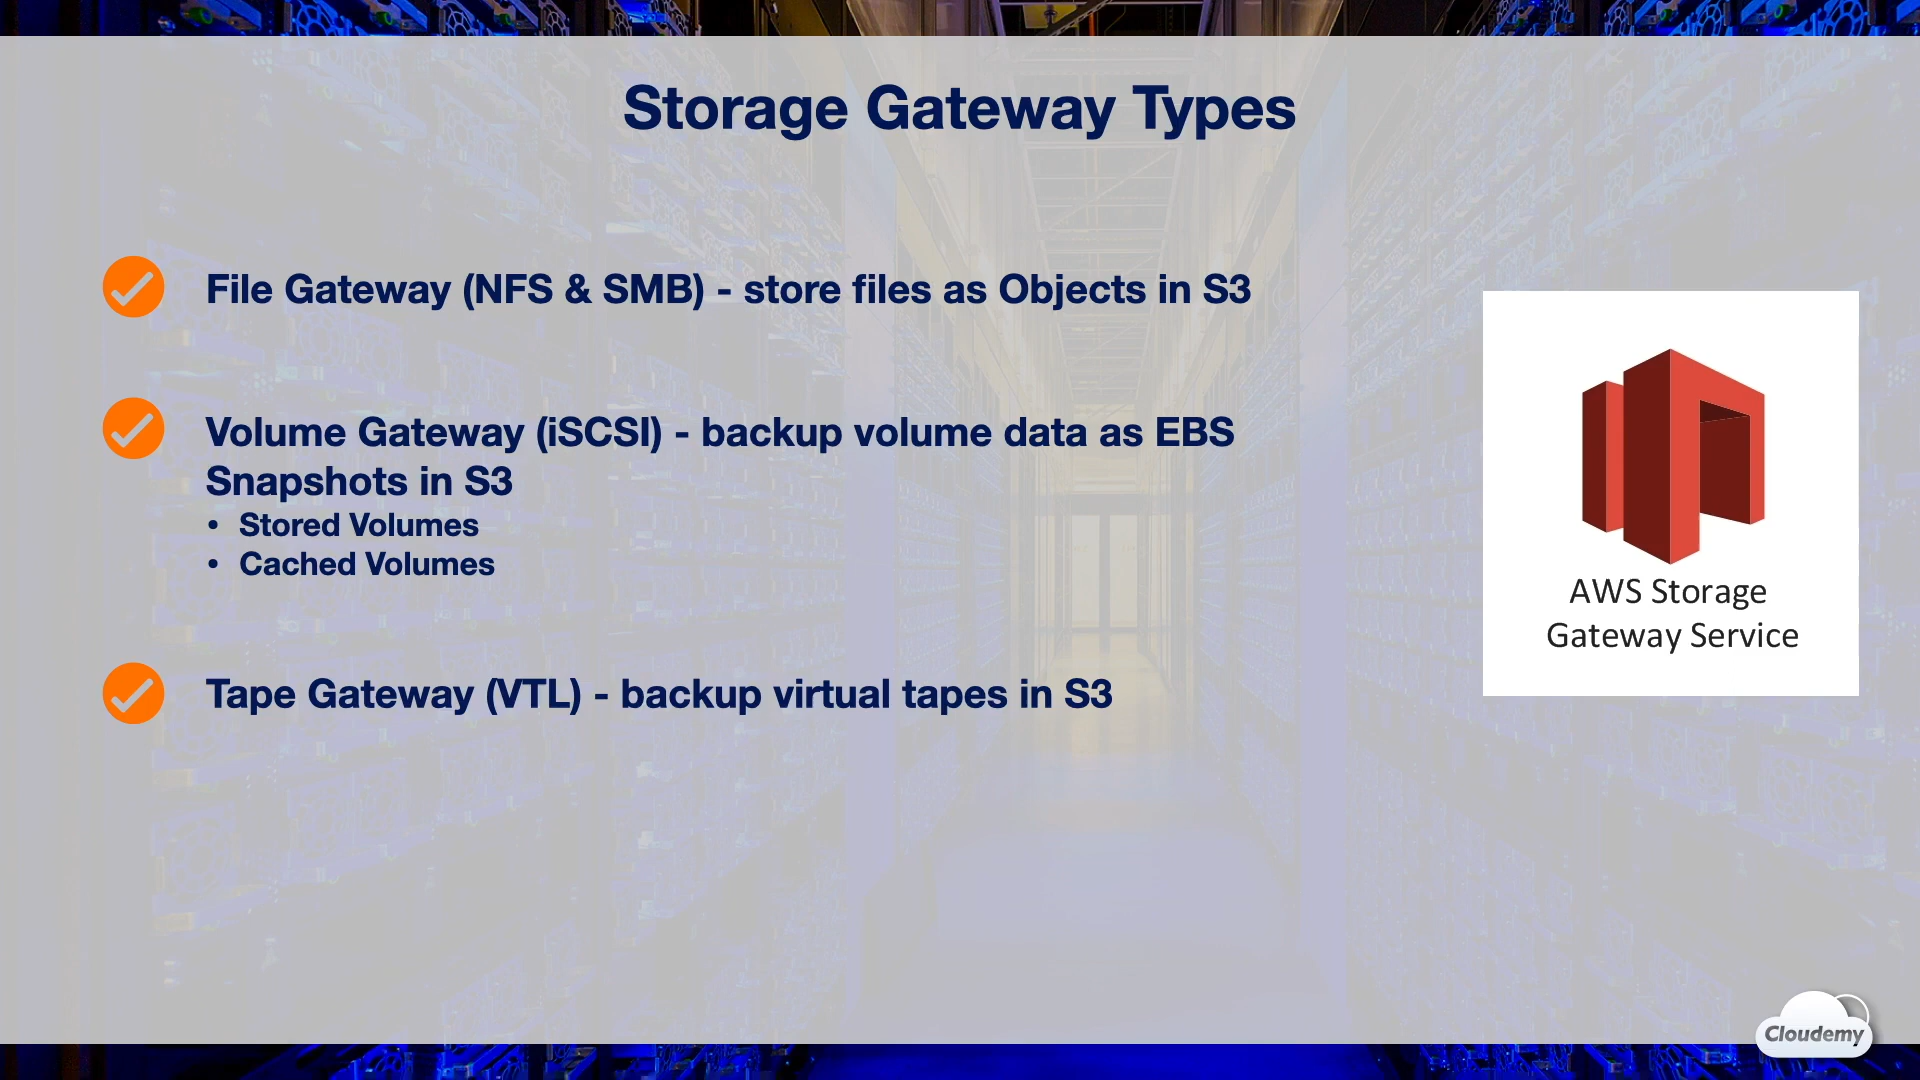 Storage Gateway Types
File Gateway (NFS & SMB) - store files as Objects in S3
Volume Gateway (iSCSI) - backup volume data as EBS
Snapshots in S3
• Stored Volumes
• Cached Volumes
Tape Gateway (VTL) - backup virtual tapes in S3
AWS Storage
Gateway Service
Cloudemy